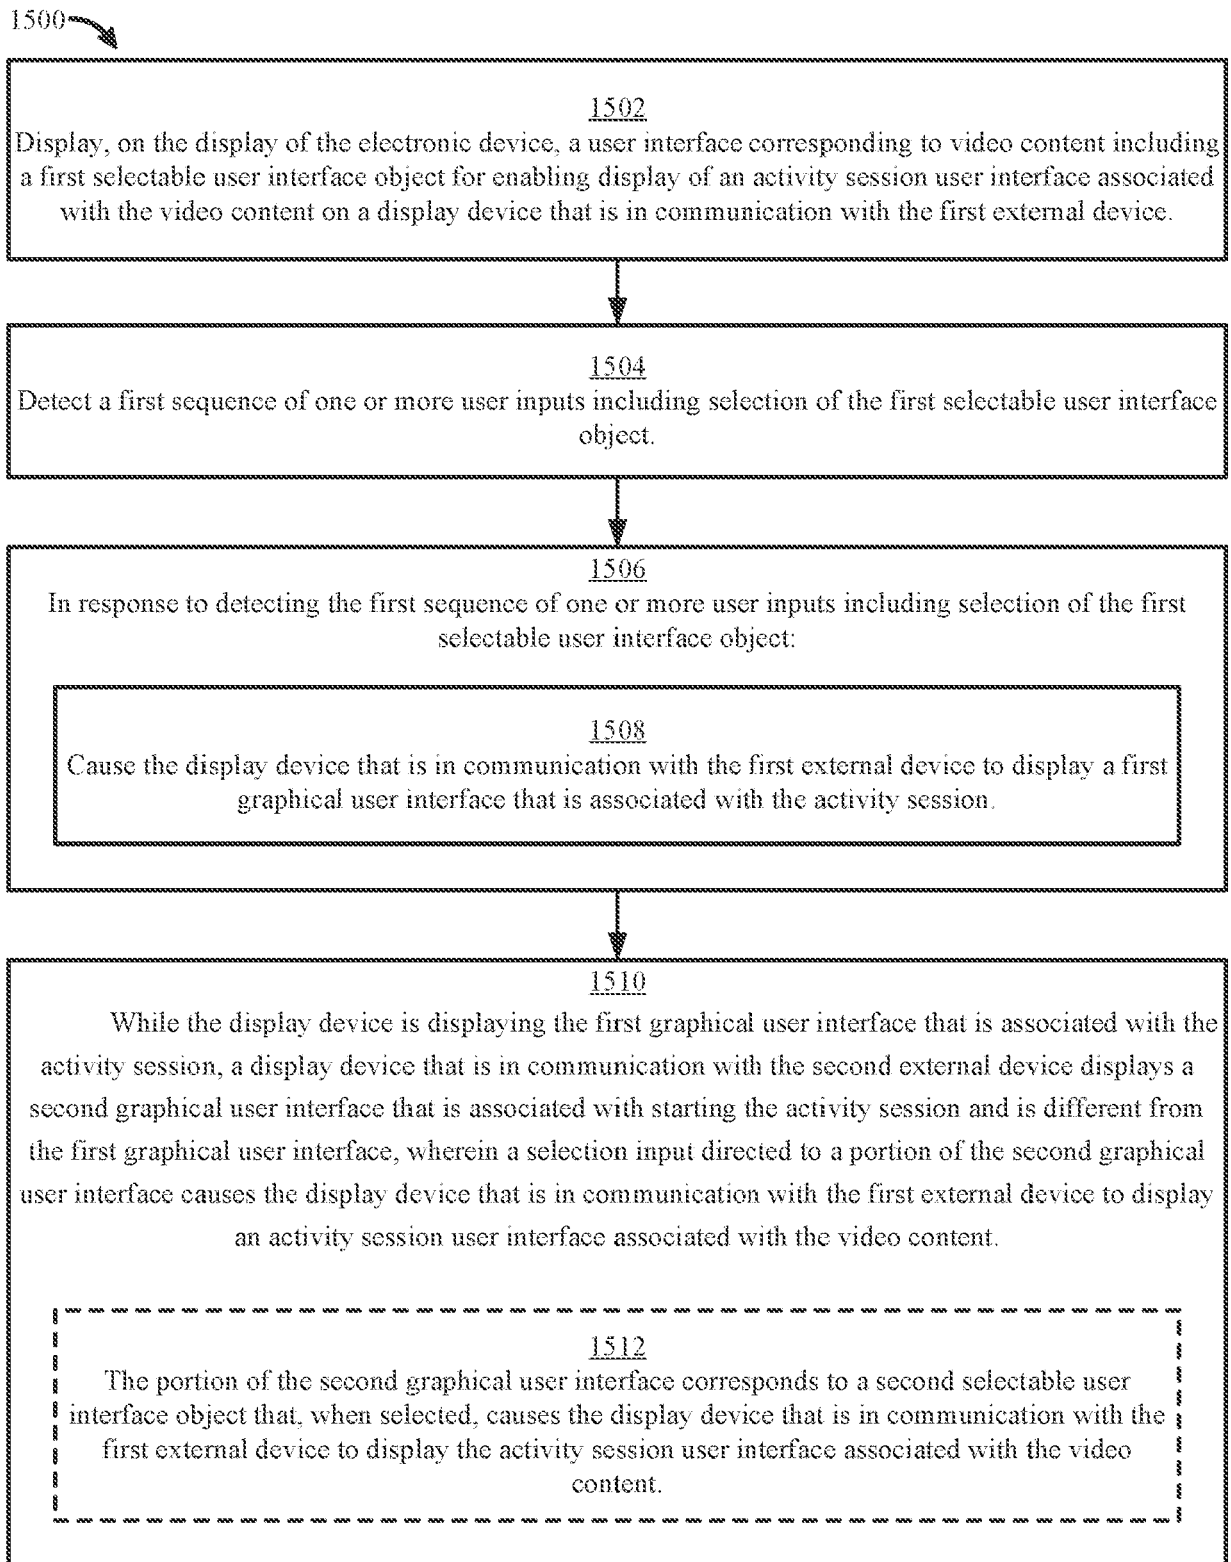 1500
1502
Display, on the display of the electronic device, a user interface corresponding to video content including
a first selectable user interface object for enabling display of an activity session user interface associated
with the video content on a display device that is in communication with the first external device.
1504
Detect a first sequence of one or more user inputs including selection of the first selectable user interface
object.
1506
In response to detecting the first sequence of one or more user inputs including selection of the first
selectable user interface object:
1508
Cause the display device that is in communication with the first external device to display a first
graphical user interface that is associated with the activity session.
1510
While the display device is displaying the first graphical user interface that is associated with the
activity session, a display device that is in communication with the second external device displays a
second graphical user interface that is associated with starting the activity session and is different from
the first graphical user interface, wherein a selection input directed to a portion of the second graphical
user interface causes the display device that is in communication with the first external device to display
an activity session user interface associated with the video content.
1512
The portion of the second graphical user interface corresponds to a second selectable user
interface object that, when selected, causes the display device that is in communication with the
first external device to display the activity session user interface associated with the video
content.